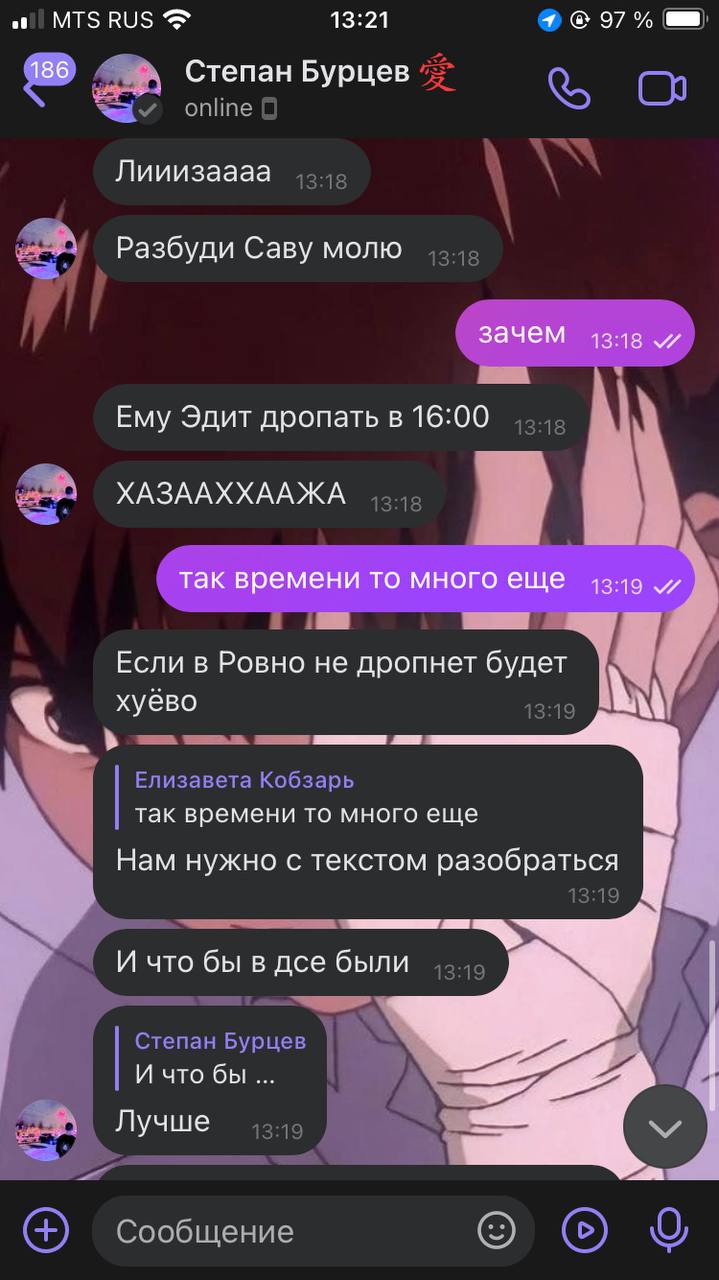 MTS RUS 13:21 97 %
186
Степан Бурцев 愛
online
Лииизаааа 13:18
Разбуди Саву молю 13:18
зачем 13:18
Ему Эдит дропать в 16:00 13:18
ХАЗААХХААЖА 13:18
так времени то много еще 13:19
Если в Ровно не дропнет будет
хуёво 13:19
Елизавета Кобзарь
так времени то много еще
Нам нужно с текстом разобраться
13:19
И что бы в дсе были 13:19
Степан Бурцев
И что бы ...
Лучше 13:19
Сообщение